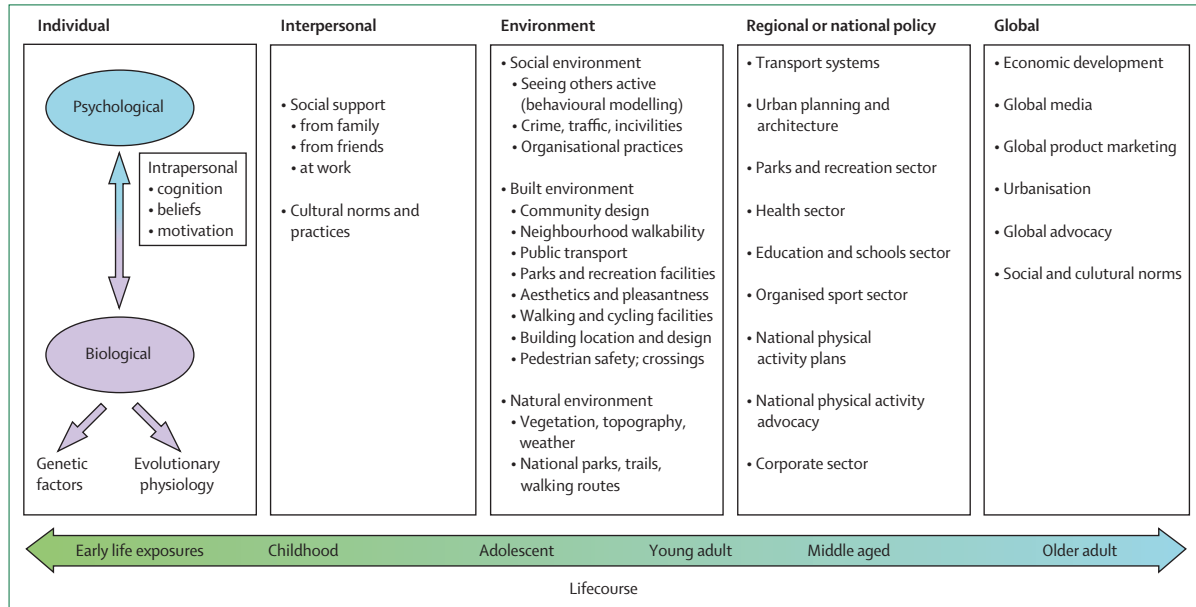 Individual
Psychological
Intrapersonal
• cognition
• beliefs
• motivation
Biological
Genetic
factors
Evolutionary
physiology
Interpersonal
• Social support
• from family
• from friends
• at work
• Cultural norms and
practices
Environment
• Social environment
• Seeing others active
(behavioural modelling)
• Crime, traffic, incivilities
• Organisational practices
• Built environment
• Community design
• Neighbourhood walkability
• Public transport
• Parks and recreation facilities
• Aesthetics and pleasantness
• Walking and cycling facilities
• Building location and design
• Pedestrian safety; crossings
• Natural environment
• Vegetation, topography,
weather
• National parks, trails,
walking routes
Regional or national policy
• Transport systems
• Urban planning and
architecture
• Parks and recreation sector
• Health sector
• Education and schools sector
• Organised sport sector
• National physical
activity plans
• National physical activity
advocacy
• Corporate sector
Global
• Economic development
• Global media
• Global product marketing
• Urbanisation
• Global advocacy
• Social and culutural norms
Early life exposures
Childhood
Adolescent
Young adult
Middle aged
Older adult
Lifecourse